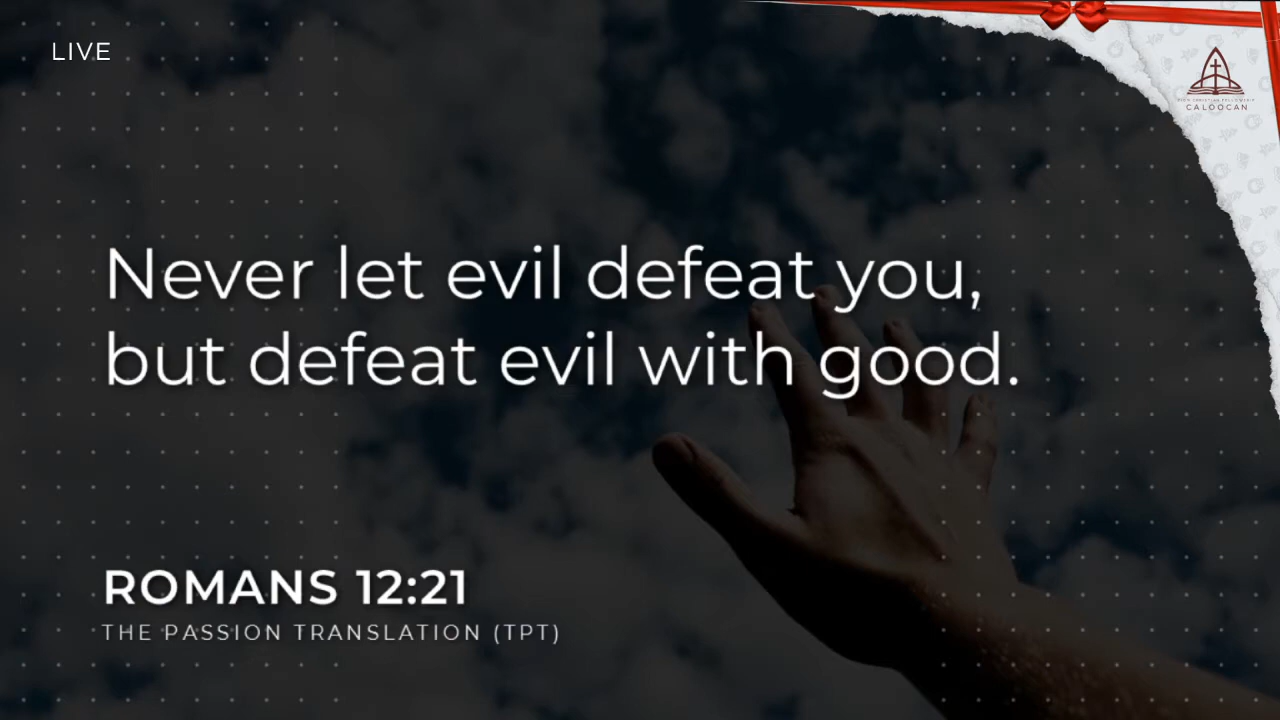 LIVE
CALOOCAN
Never let evil defeat you,
but defeat evil with good.
ROMANS 12:21
THE PASSION TRANSLATION (TPT)